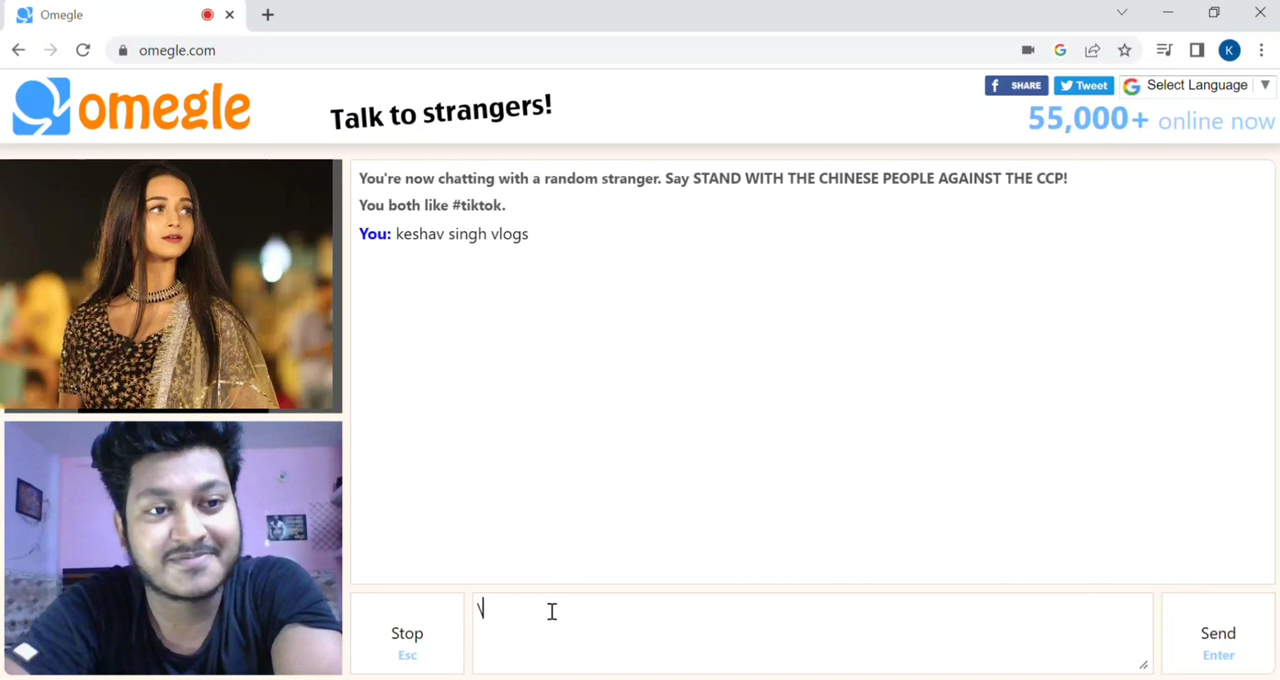 Omegle
omegle.com
K
omegle
Talk to strangers!
f SHARE
Tweet
G Select Language ▼
55,000+ online now
You're now chatting with a random stranger. Say STAND WITH THE CHINESE PEOPLE AGAINST THE CCP!
You both like #tiktok.
You: keshav singh vlogs
\
Stop
Esc
Send
Enter